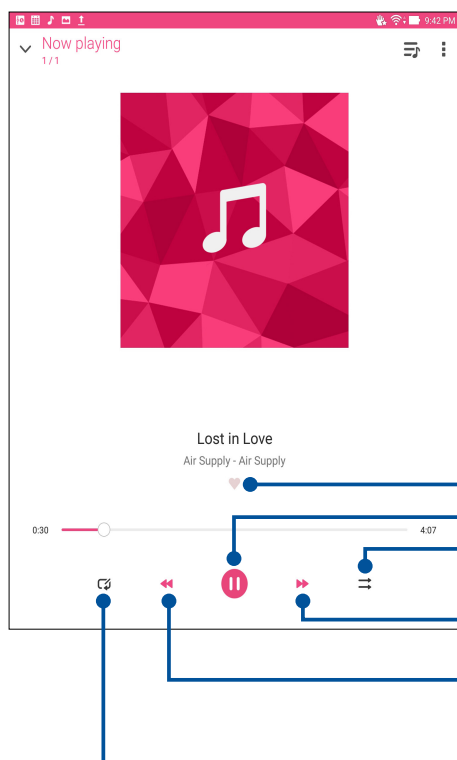 9:42 PM
Now playing
1 / 1
Lost in Love
Air Supply - Air Supply
0:30
4:07